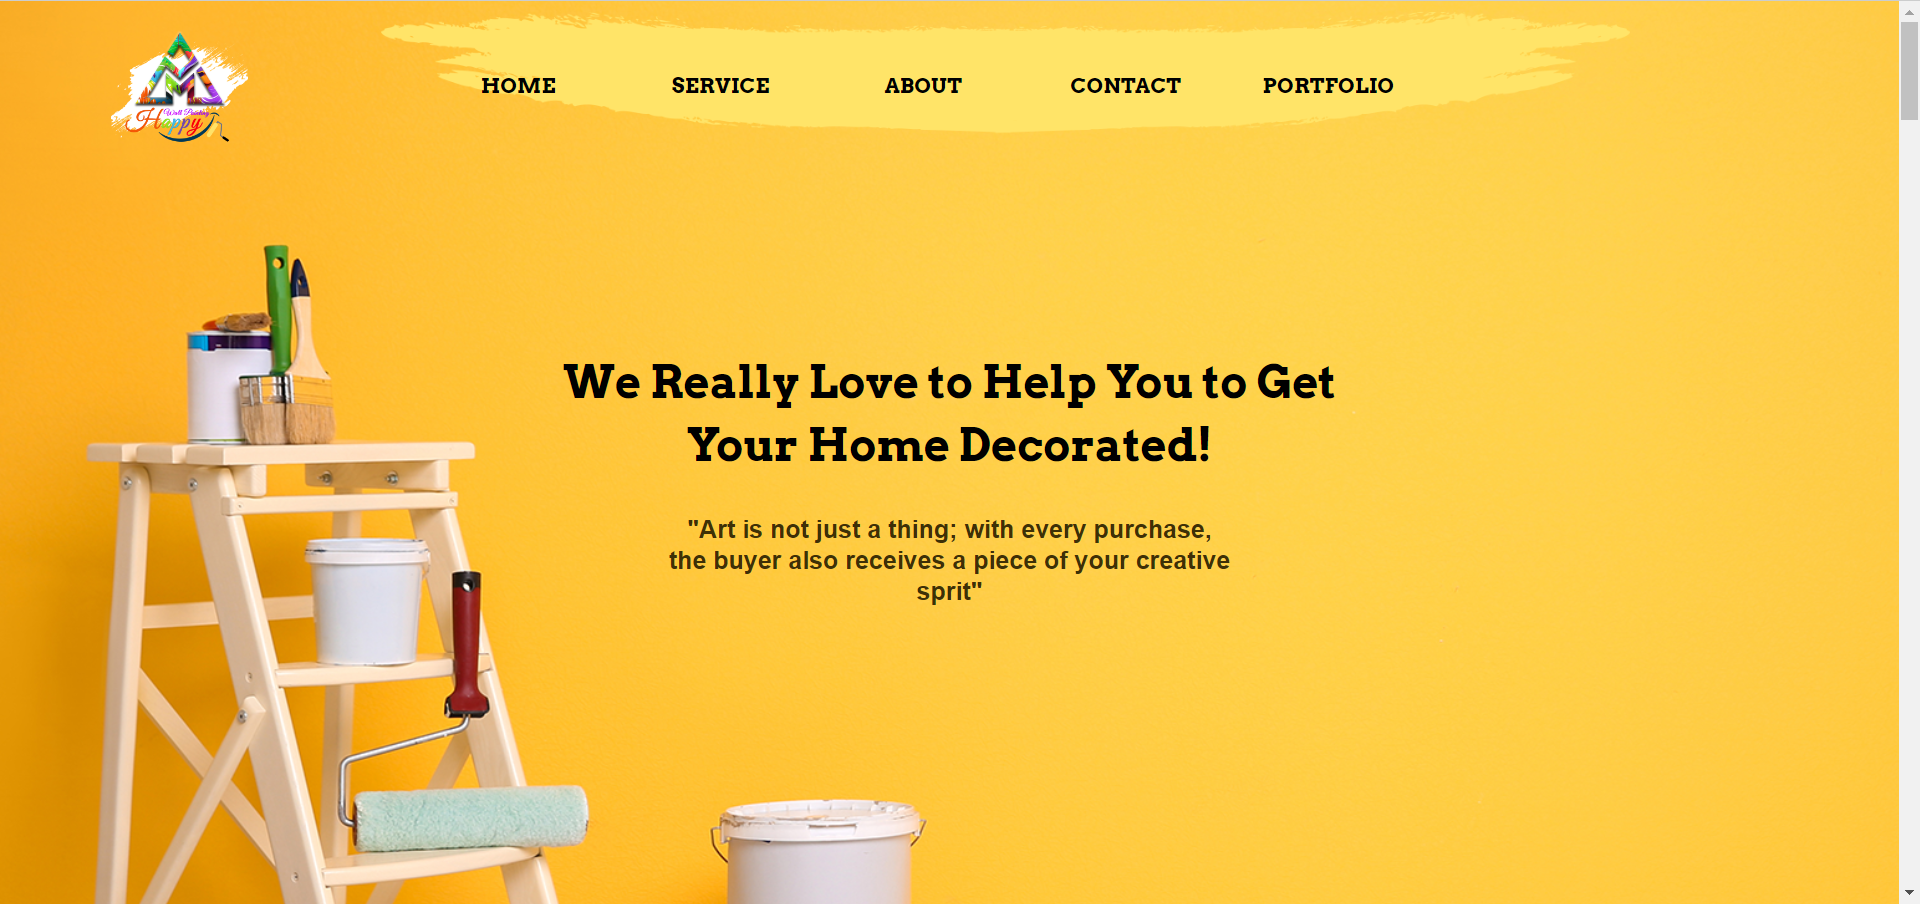 Wall Painting
Happy
HOME SERVICE ABOUT CONTACT PORTFOLIO
We Really Love to Help You to Get
Your Home Decorated!
"Art is not just a thing; with every purchase,
the buyer also receives a piece of your creative
sprit"